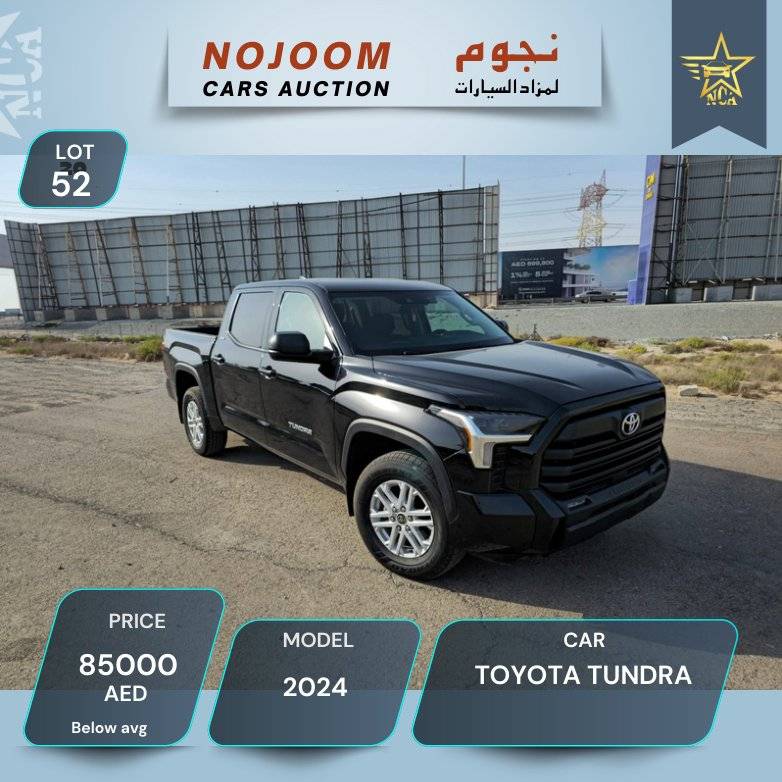 NOJOOM
CARS AUCTION
نجوم
لمزاد السيارات
NCA
NCA
LOT
52
TUNDRA
PRICE
85000
AED
Below avg
MODEL
2024
CAR
TOYOTA TUNDRA